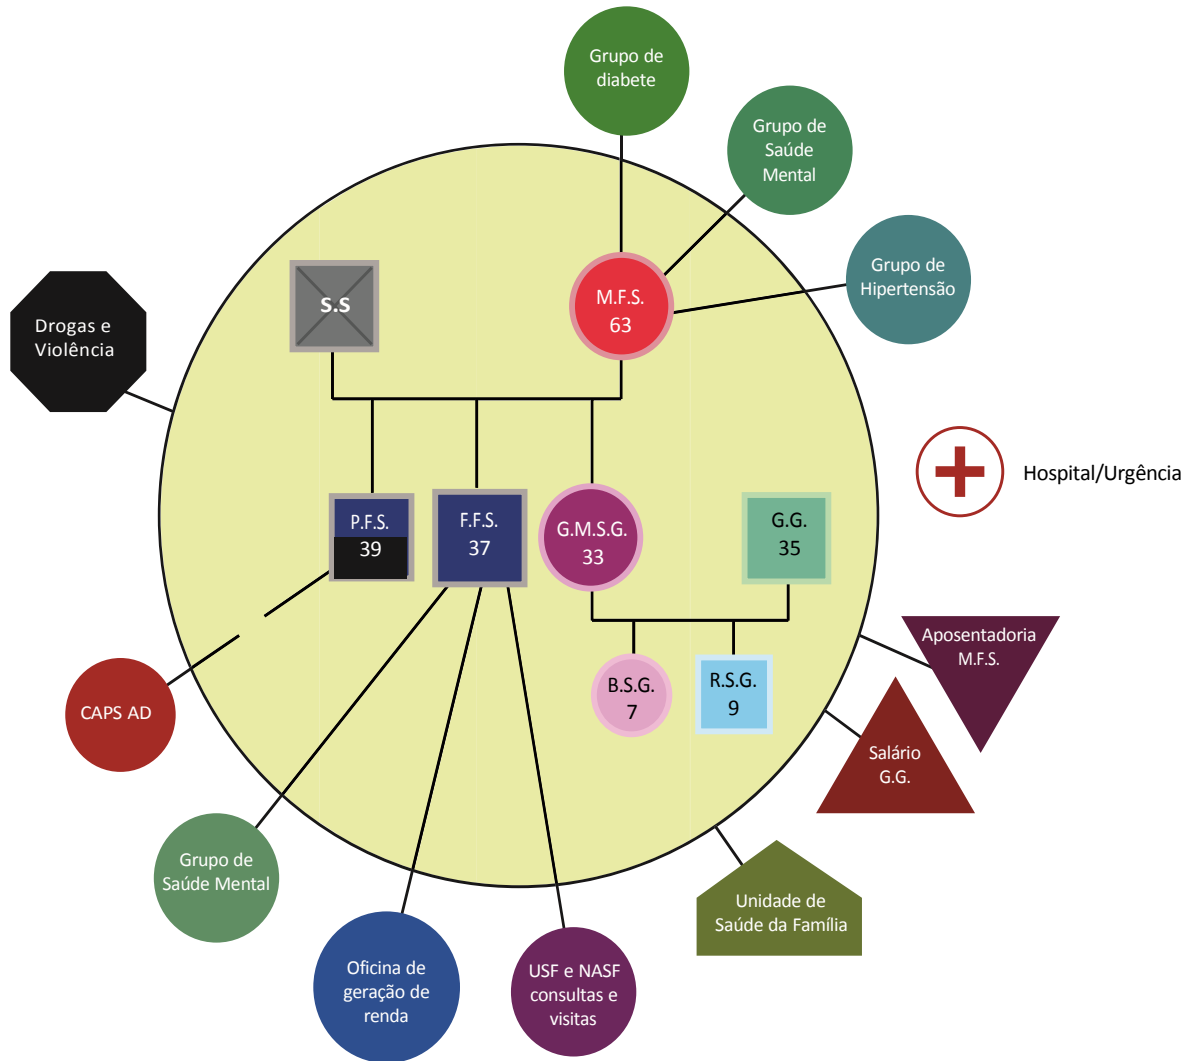 Grupo de
diabete
Grupo de
Saúde
Mental
Grupo de
Hipertensão
S.S
M.F.S.
63
Drogas e
Violência
Hospital/Urgência
P.F.S.
39
F.F.S.
37
G.M.S.G.
33
G.G.
35
B.S.G.
7
R.S.G.
9
Aposentadoria
M.F.S.
Salário
G.G.
CAPS AD
Grupo de
Saúde Mental
Unidade de
Saúde da Família
Oficina de
geração de
renda
USF e NASF
consultas e
visitas